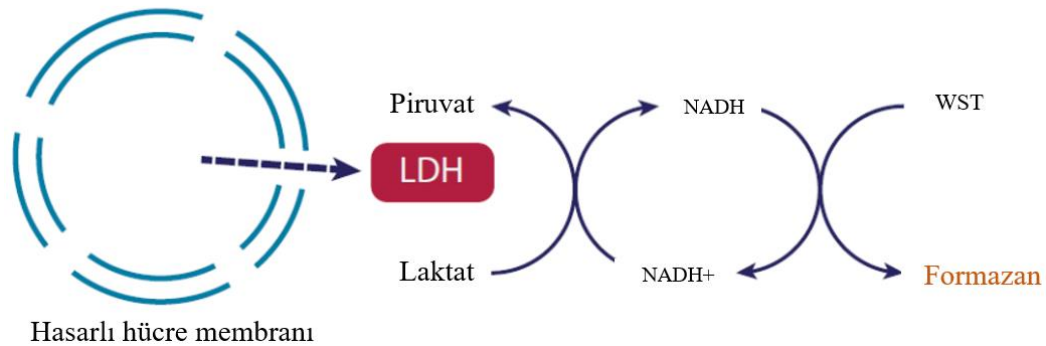 Piruvat
NADH
WST
LDH
Laktat
NADH+
Formazan
Hasarlı hücre membranı